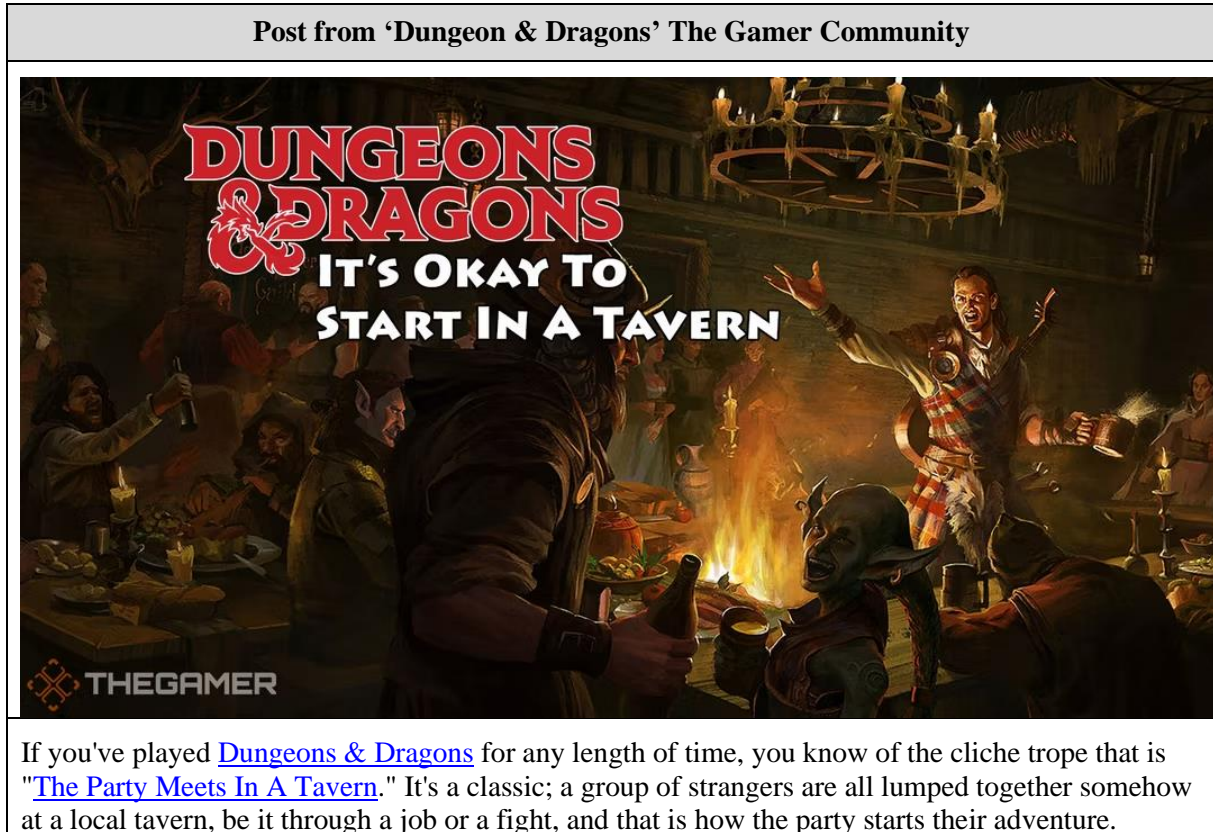 Post from ‘Dungeon & Dragons’ The Gamer Community
DUNGEONS
& DRAGONS
IT'S OKAY TO
START IN A TAVERN
THEGAMER
If you've played Dungeons & Dragons for any length of time, you know of the cliche trope that is
"The Party Meets In A Tavern." It's a classic; a group of strangers are all lumped together somehow
at a local tavern, be it through a job or a fight, and that is how the party starts their adventure.